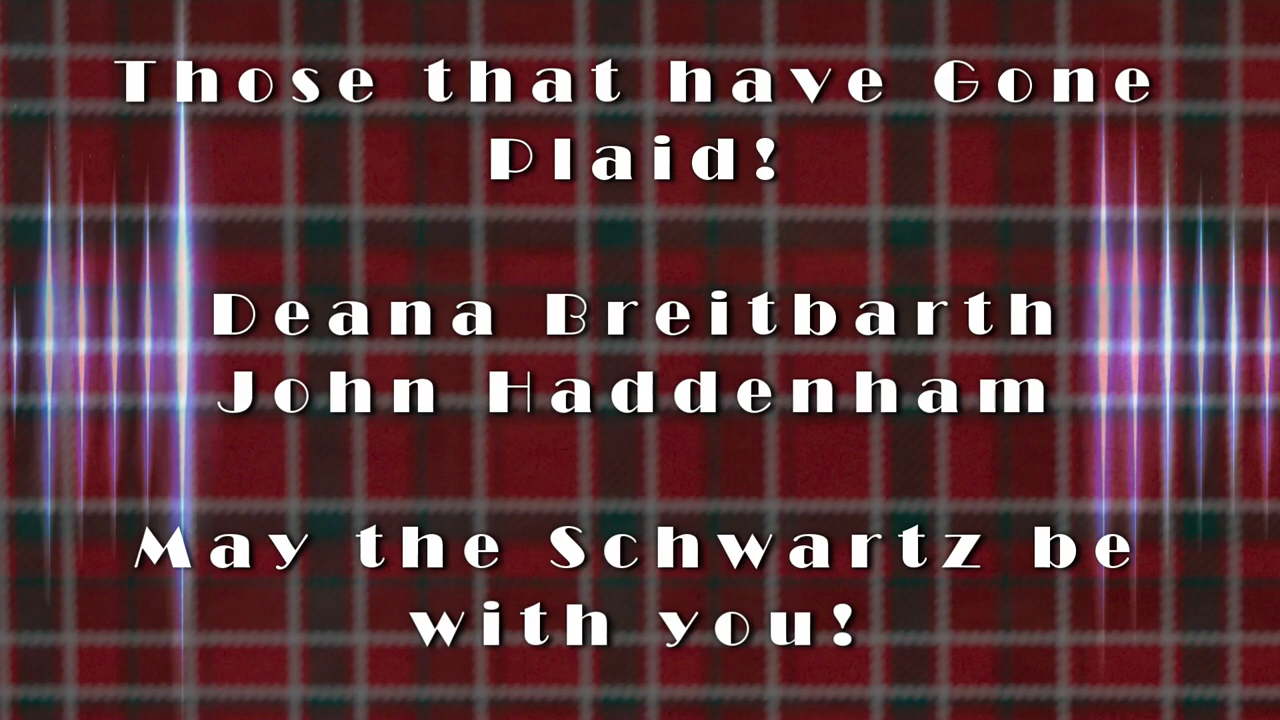 Those that have Gone
Plaid!
Deana Breitbarth
John Haddenham
May the Schwartz be
with you!